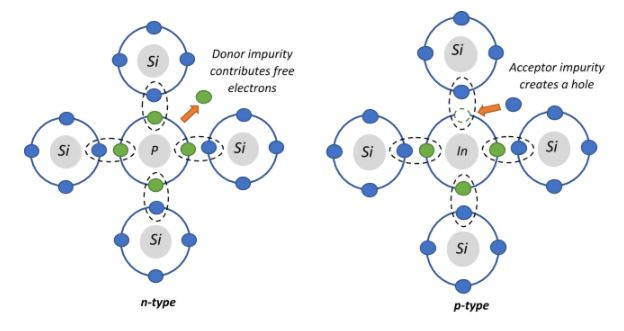 Si
Donor impurity
contributes free
electrons
Si
P
Si
Si
n-type
Si
Acceptor impurity
creates a hole
Si
In
Si
Si
p-type